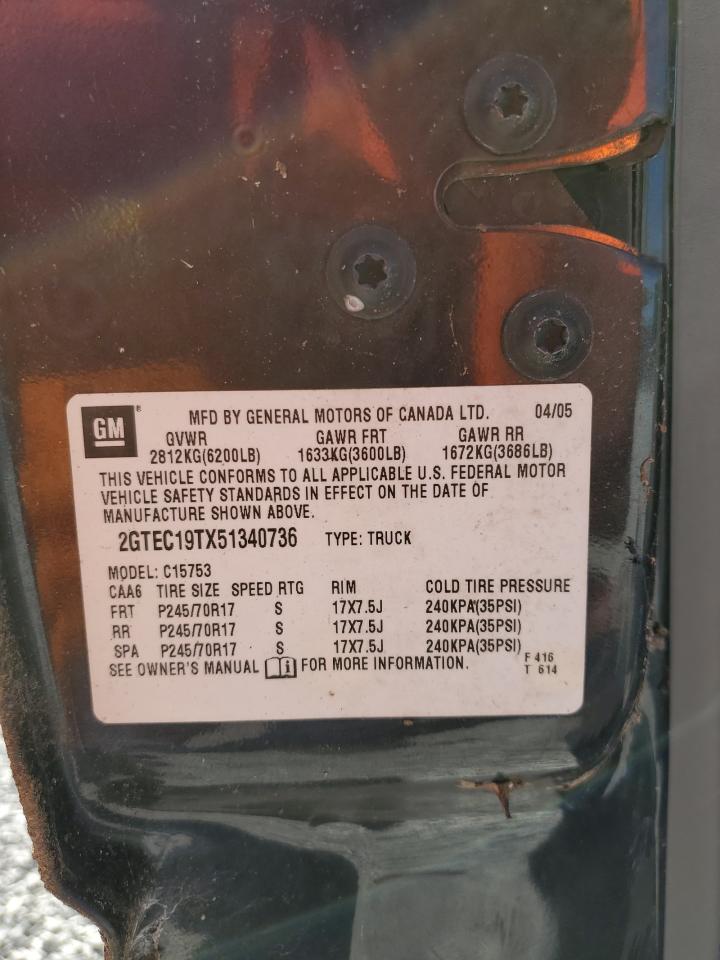 GM® MFD BY GENERAL MOTORS OF CANADA LTD. 04/05
GVWR GAWR FRT GAWR RR
2812KG(6200LB) 1633KG(3600LB) 1672KG(3686LB)
THIS VEHICLE CONFORMS TO ALL APPLICABLE U.S. FEDERAL MOTOR
VEHICLE SAFETY STANDARDS IN EFFECT ON THE DATE OF
MANUFACTURE SHOWN ABOVE.
2GTEC19TX51340736 TYPE: TRUCK
MODEL: C15753
CAA6 TIRE SIZE SPEED RTG RIM COLD TIRE PRESSURE
FRT P245/70R17 S 17X7.5J 240KPA(35PSI)
RR P245/70R17 S 17X7.5J 240KPA(35PSI)
SPA P245/70R17 S 17X7.5J 240KPA(35PSI)
SEE OWNER'S MANUAL FOR MORE INFORMATION. F 416
T 614